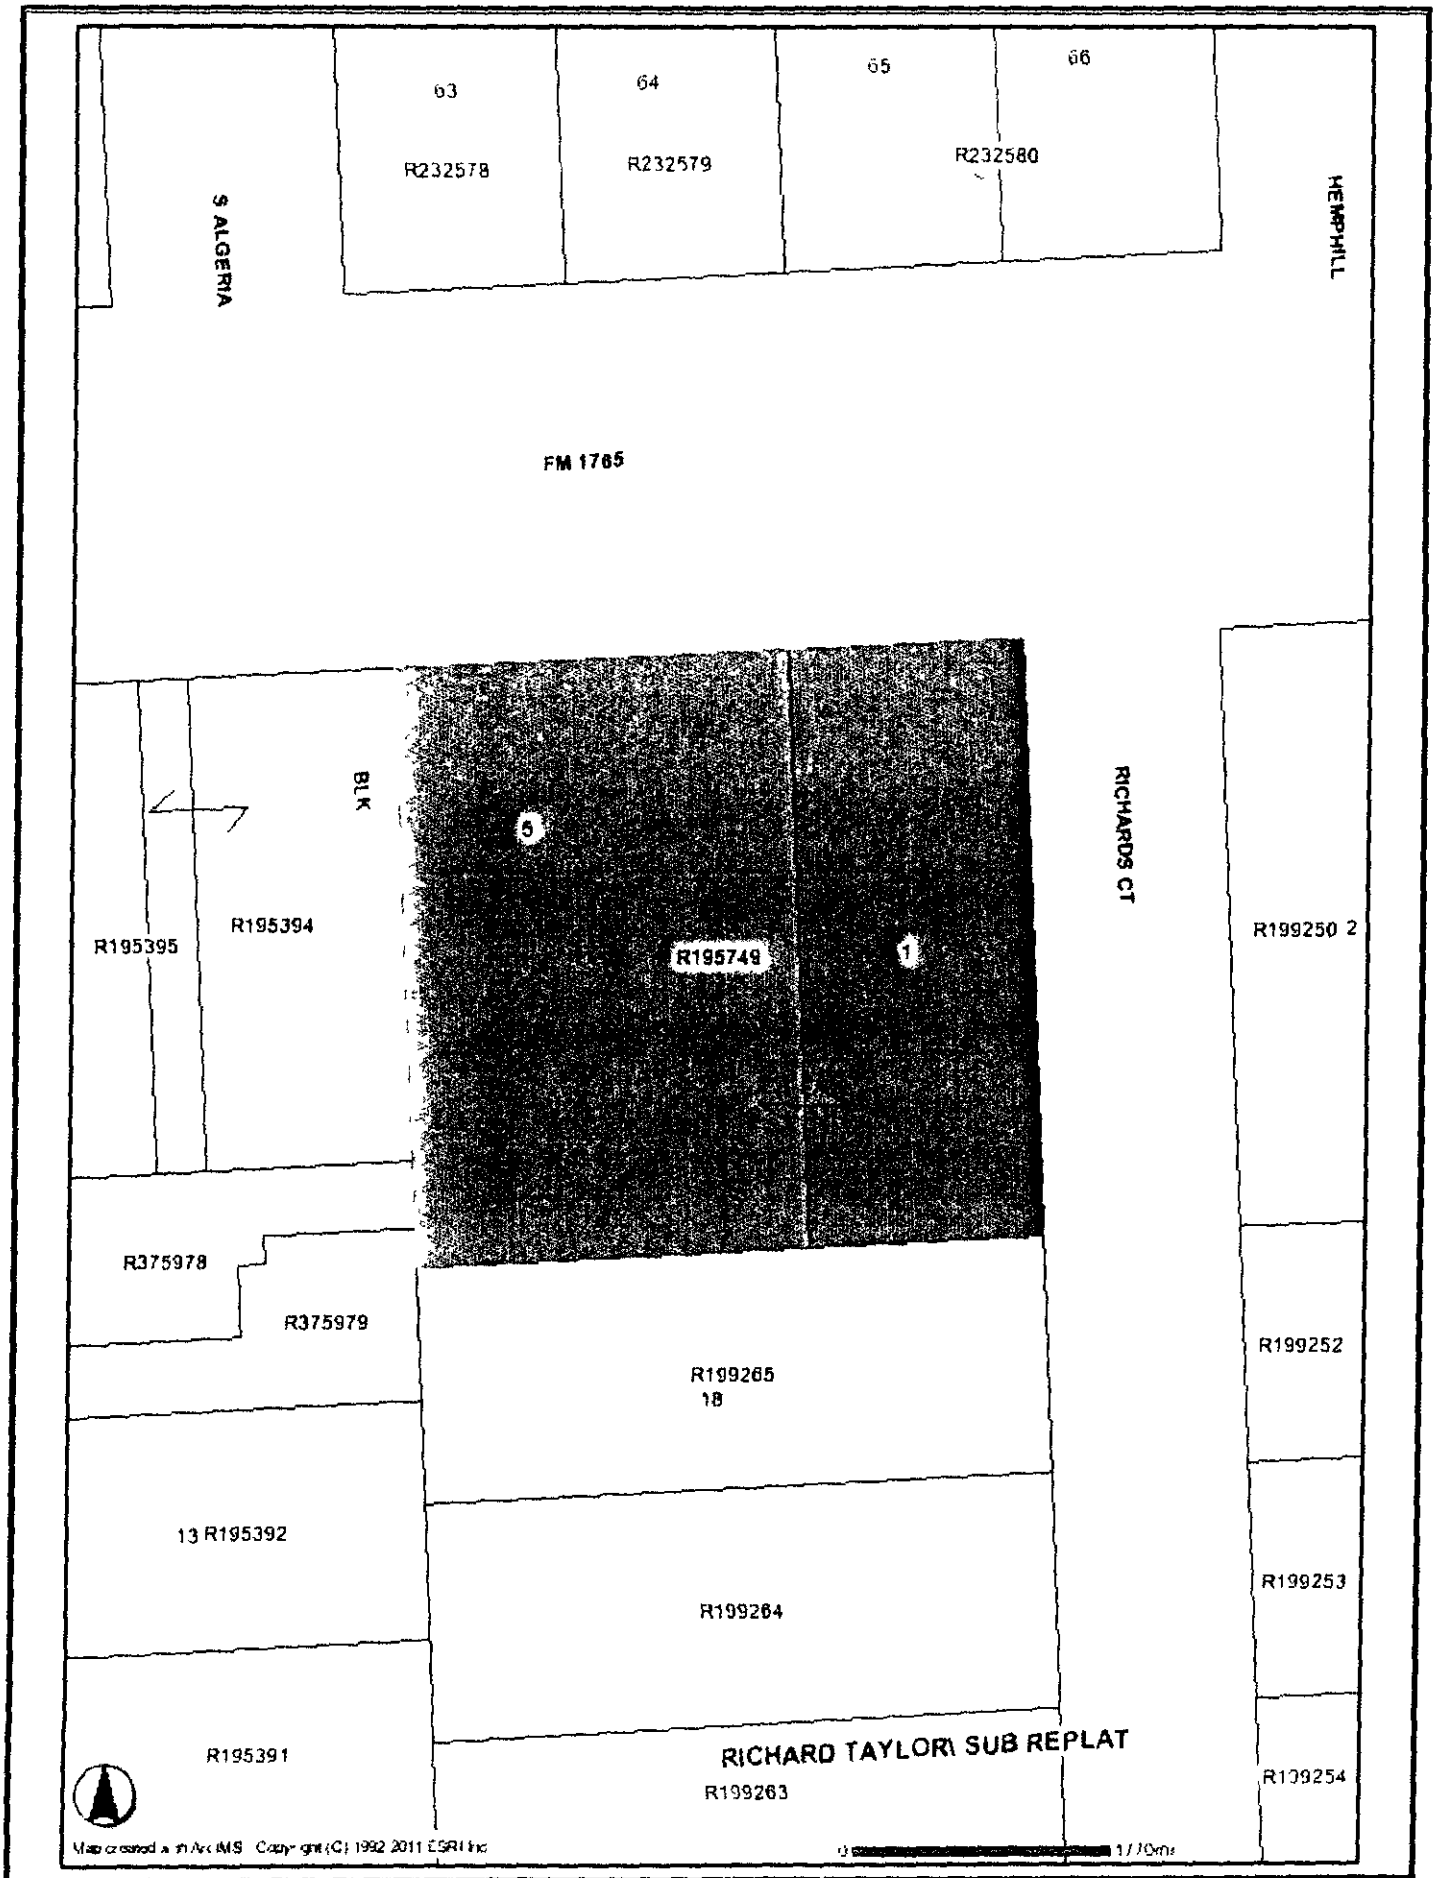 63
64
65
66
R232578
R232579
R232580
S ALGERIA
HEMPHILL
FM 1765
BLK
5
RICHARDS CT
R195395
R195394
R195749
1
R199250 2
R375978
R375979
R199265
18
R199252
13 R195392
R199264
R199253
R195391
RICHARD TAYLOR SUB REPLAT
R199263
R199254
Map created with ArcIMS Copyright (C) 1992 2011 ESRI Inc
0